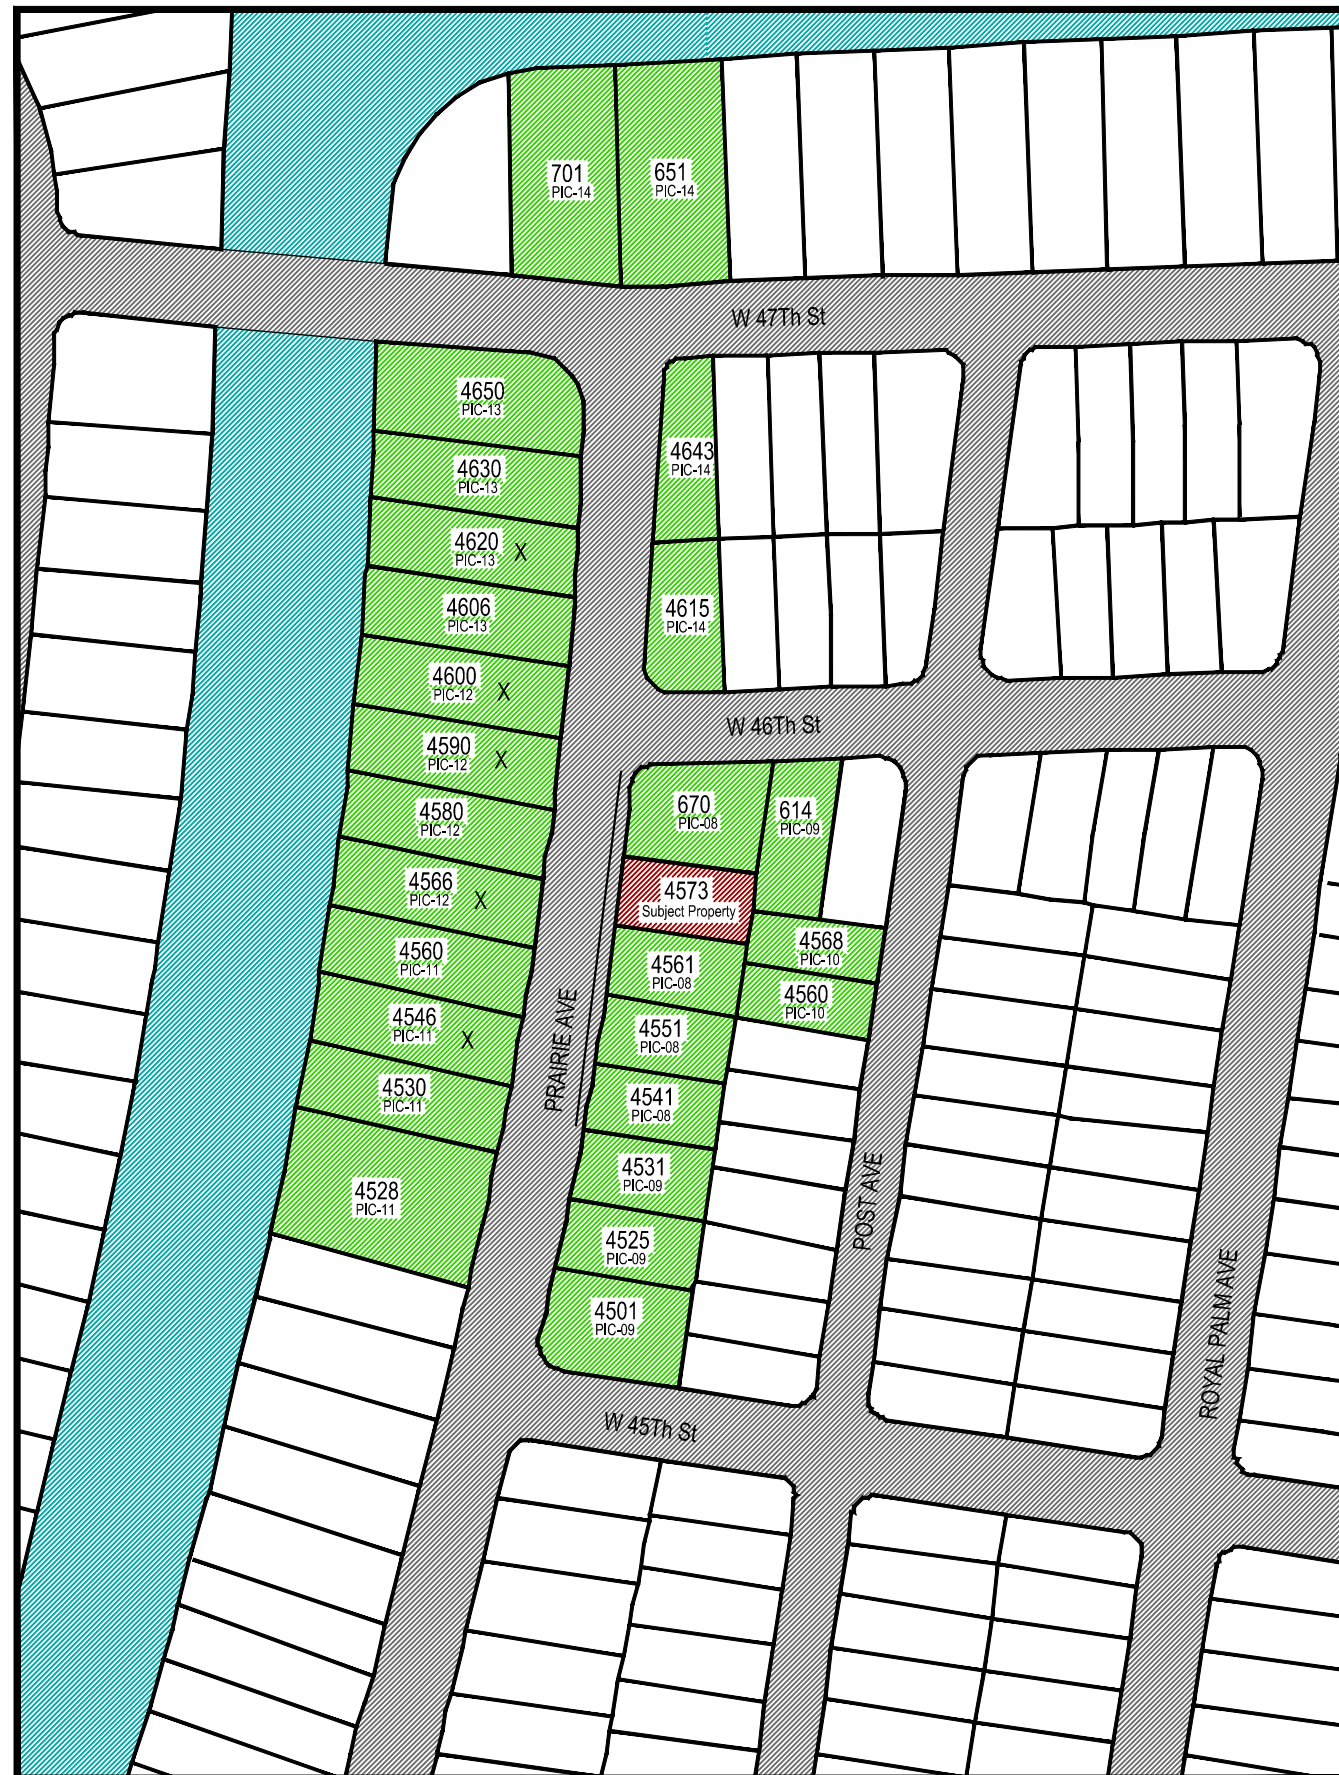 701
PIC-14
651
PIC-14
W 47Th St
4650
PIC-13
4630
PIC-13
4620 X
PIC-13
4606
PIC-13
4600 X
PIC-12
4590 X
PIC-12
4580
PIC-12
4566 X
PIC-12
4560
PIC-11
4546 X
PIC-11
4530
PIC-11
4528
PIC-11
4643
PIC-14
4615
PIC-14
W 46Th St
670
PIC-08
614
PIC-09
4573
Subject Property
4568
PIC-10
4561
PIC-08
4560
PIC-10
4551
PIC-08
4541
PIC-08
4531
PIC-09
4525
PIC-09
4501
PIC-09
PRAIRIE AVE
POST AVE
ROYAL PALM AVE
W 45Th St